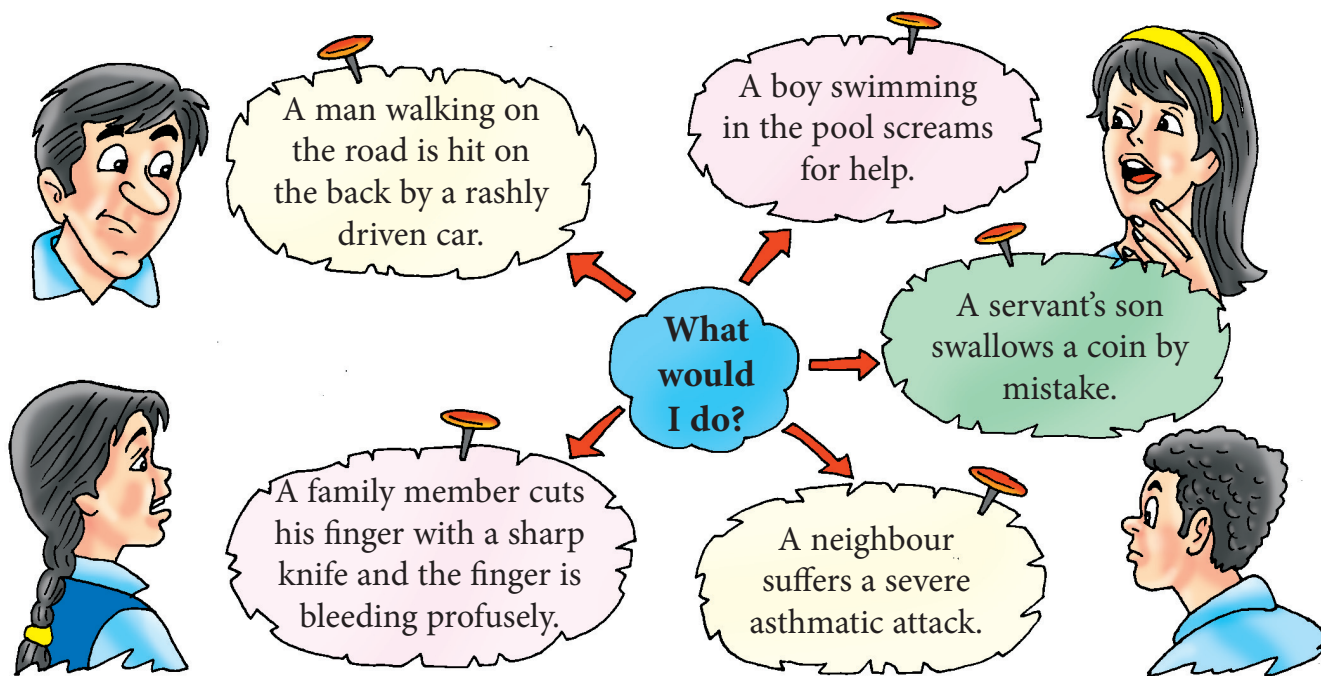 A man walking on
the road is hit on
the back by a rashly
driven car.
A boy swimming
in the pool screams
for help.
What
would
I do?
A servant’s son
swallows a coin by
mistake.
A family member cuts
his finger with a sharp
knife and the finger is
bleeding profusely.
A neighbour
suffers a severe
asthmatic attack.